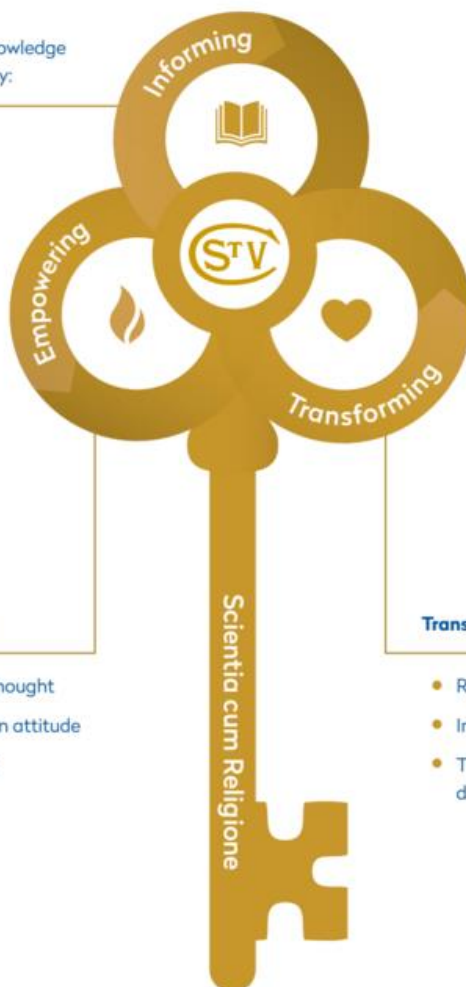 owledge
y:
Informing
STV
Empowering
Transforming
Scientia cum Religione
hought
n attitude
Trans
R
In
T
d